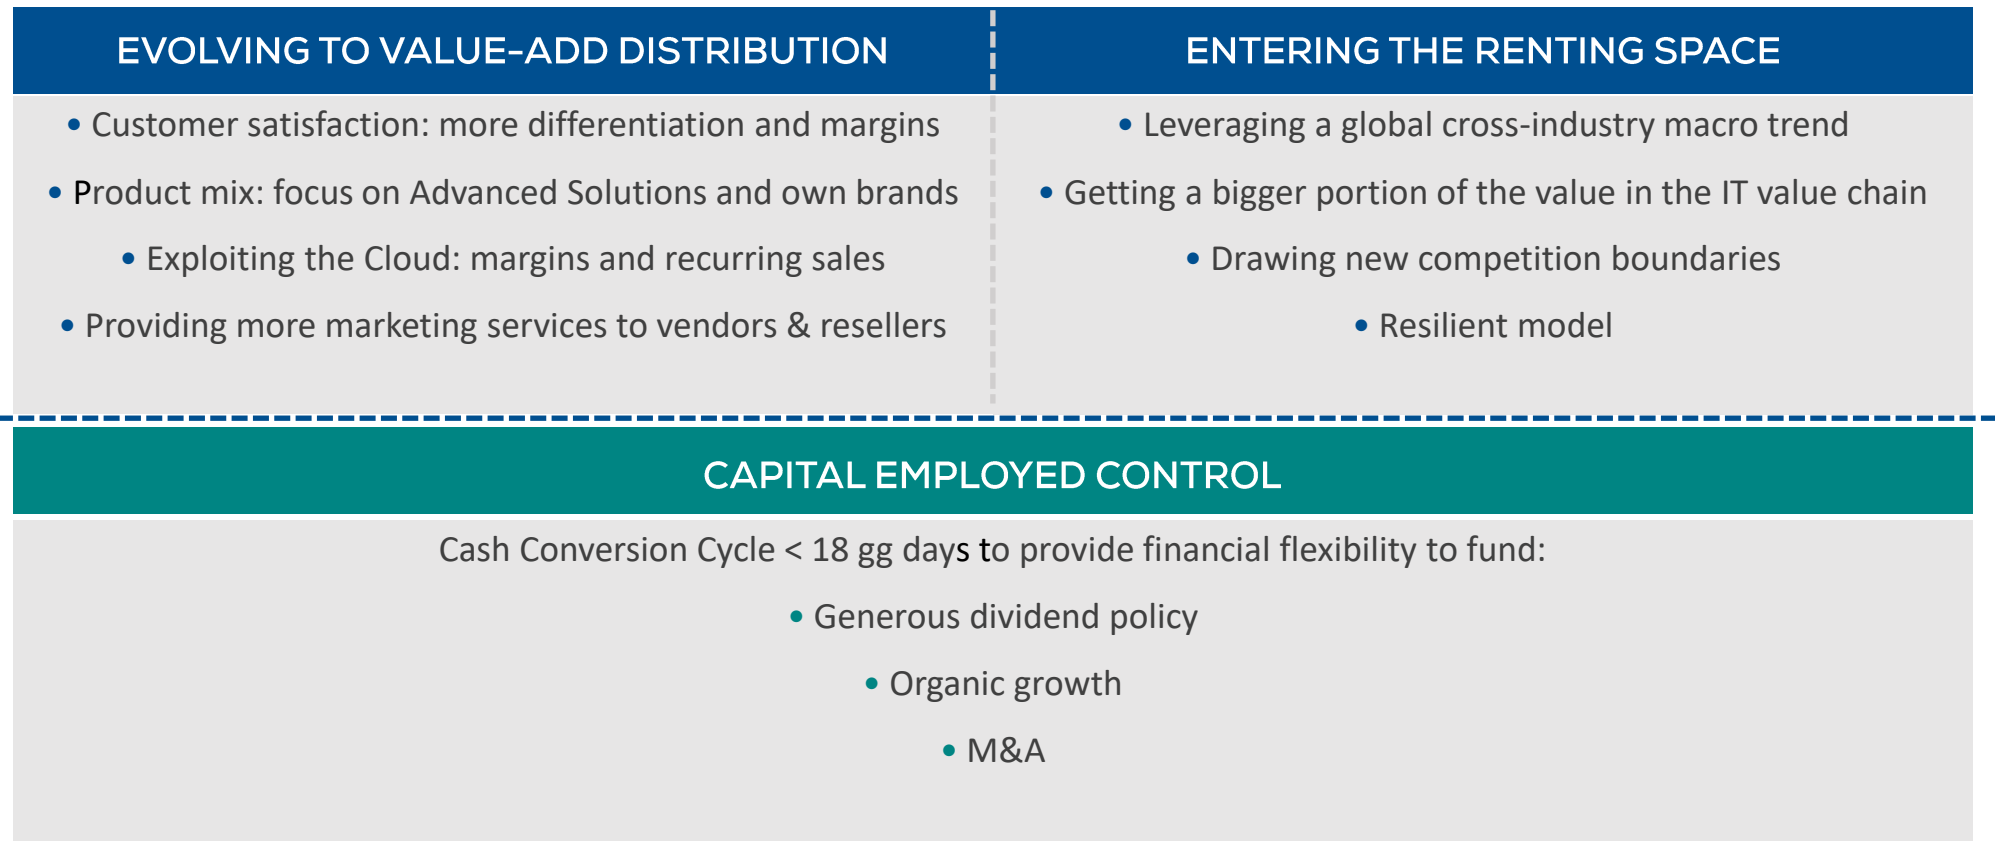 EVOLVING TO VALUE-ADD DISTRIBUTION
• Customer satisfaction: more differentiation and margins
• Product mix: focus on Advanced Solutions and own brands
• Exploiting the Cloud: margins and recurring sales
• Providing more marketing services to vendors & resellers
ENTERING THE RENTING SPACE
• Leveraging a global cross-industry macro trend
• Getting a bigger portion of the value in the IT value chain
• Drawing new competition boundaries
• Resilient model
CAPITAL EMPLOYED CONTROL
Cash Conversion Cycle < 18 gg days to provide financial flexibility to fund:
• Generous dividend policy
• Organic growth
• M&A